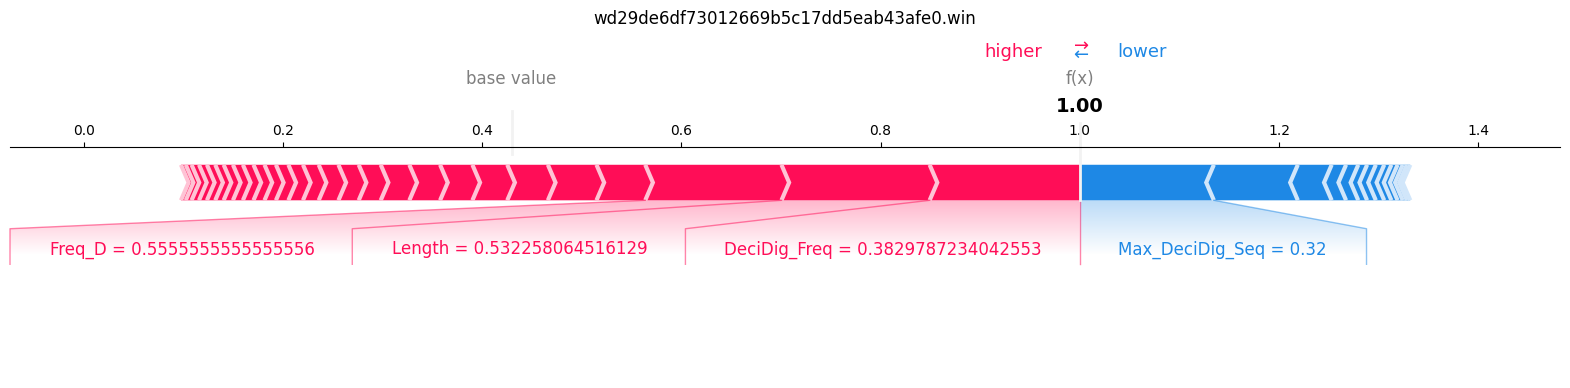 wd29de6df73012669b5c17dd5eab43afe0.win
higher ⇄ lower
base value f(x)
1.00
0.0 0.2 0.4 0.6 0.8 1.0 1.2 1.4
Freq_D = 0.5555555555555556 Length = 0.532258064516129 DeciDig_Freq = 0.3829787234042553 Max_DeciDig_Seq = 0.32